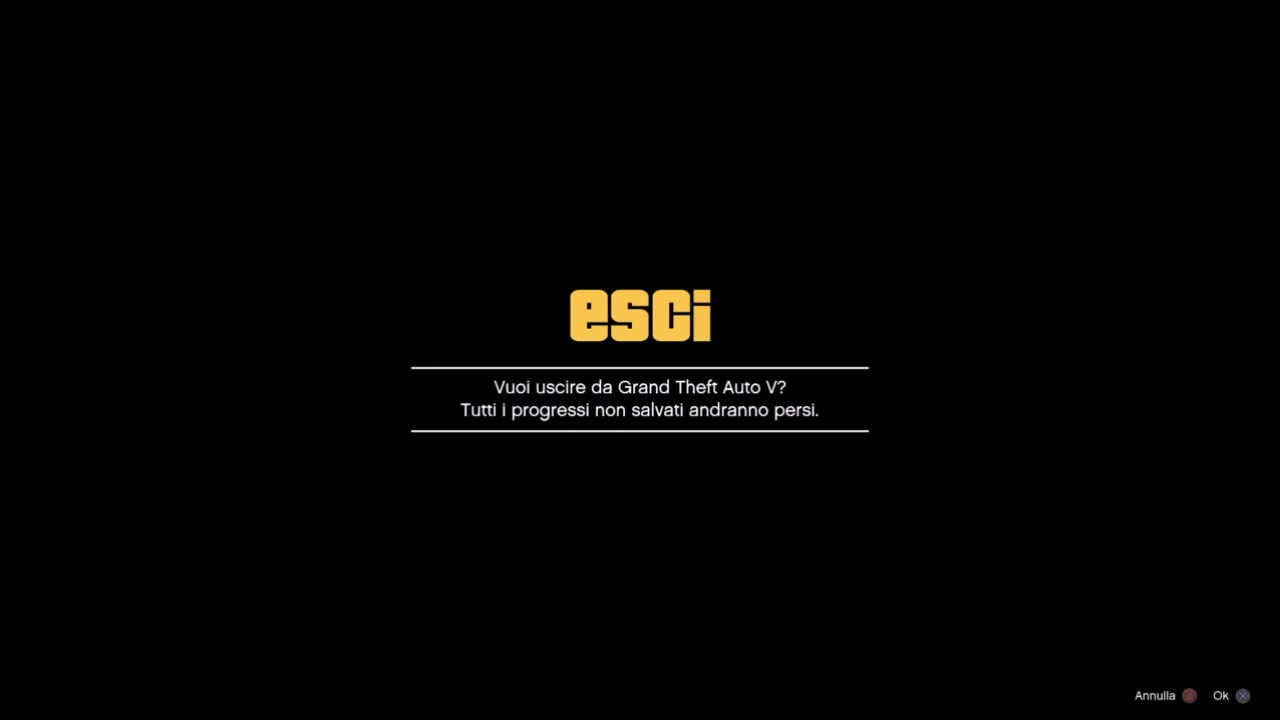 esci
Vuoi uscire da Grand Theft Auto V?
Tutti i progressi non salvati andranno persi.
Annulla Ok